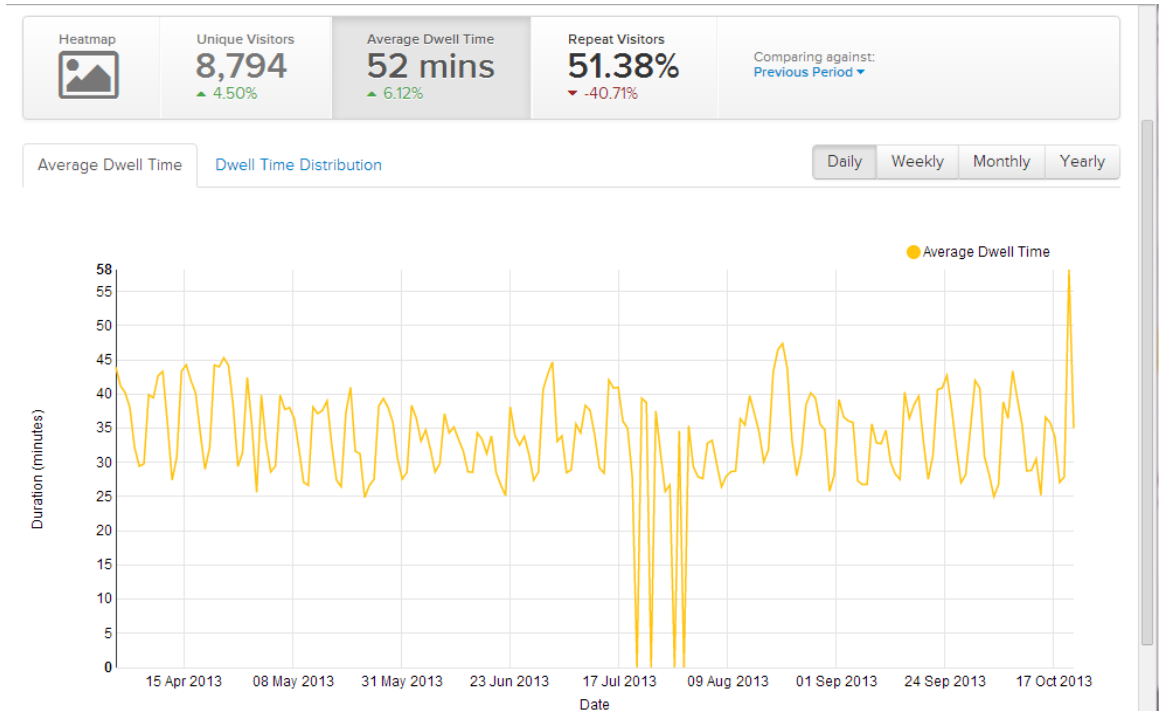 Heatmap
Unique Visitors
8,794
4.50%
Average Dwell Time
52 mins
6.12%
Repeat Visitors
51.38%
-40.71%
Comparing against:
Previous Period
Average Dwell Time
Dwell Time Distribution
Daily
Weekly
Monthly
Yearly
Average Dwell Time
58
55
50
45
40
35
30
25
20
15
10
5
0
Duration (minutes)
15 Apr 2013
08 May 2013
31 May 2013
23 Jun 2013
17 Jul 2013
09 Aug 2013
01 Sep 2013
24 Sep 2013
17 Oct 2013
Date